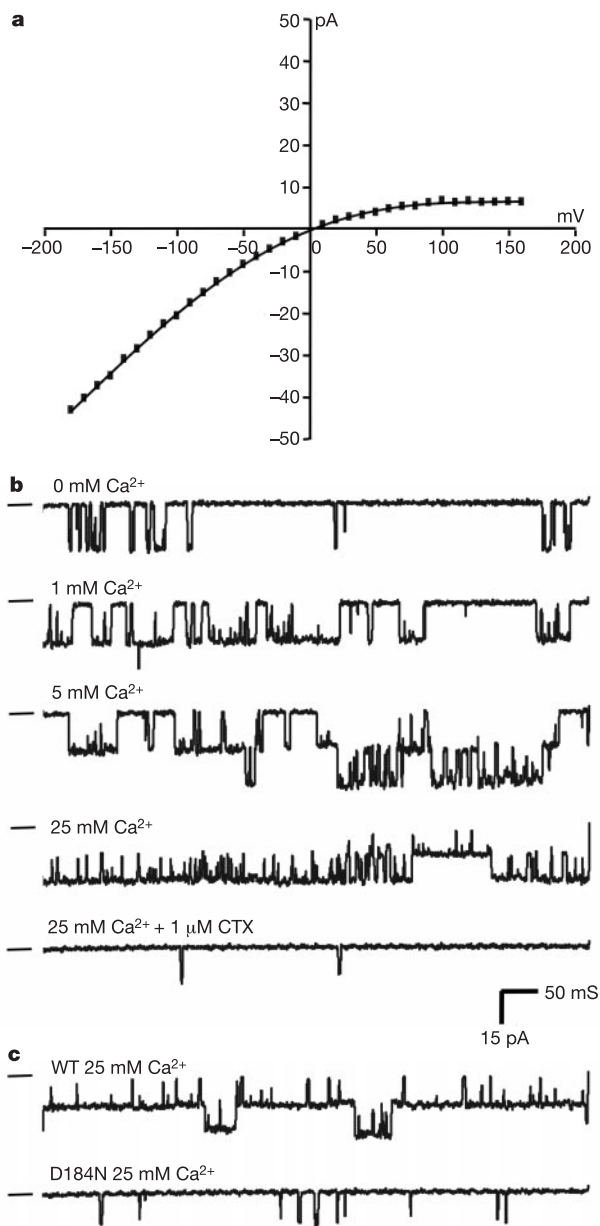 a
50 pA
40
30
20
10
mV
−200 −150 −100 −50 0 50 100 150 200
−10
−20
−30
−40
−50
b
0 mM Ca²⁺
1 mM Ca²⁺
5 mM Ca²⁺
25 mM Ca²⁺
25 mM Ca²⁺ + 1 μM CTX
50 mS
15 pA
c
WT 25 mM Ca²⁺
D184N 25 mM Ca²⁺